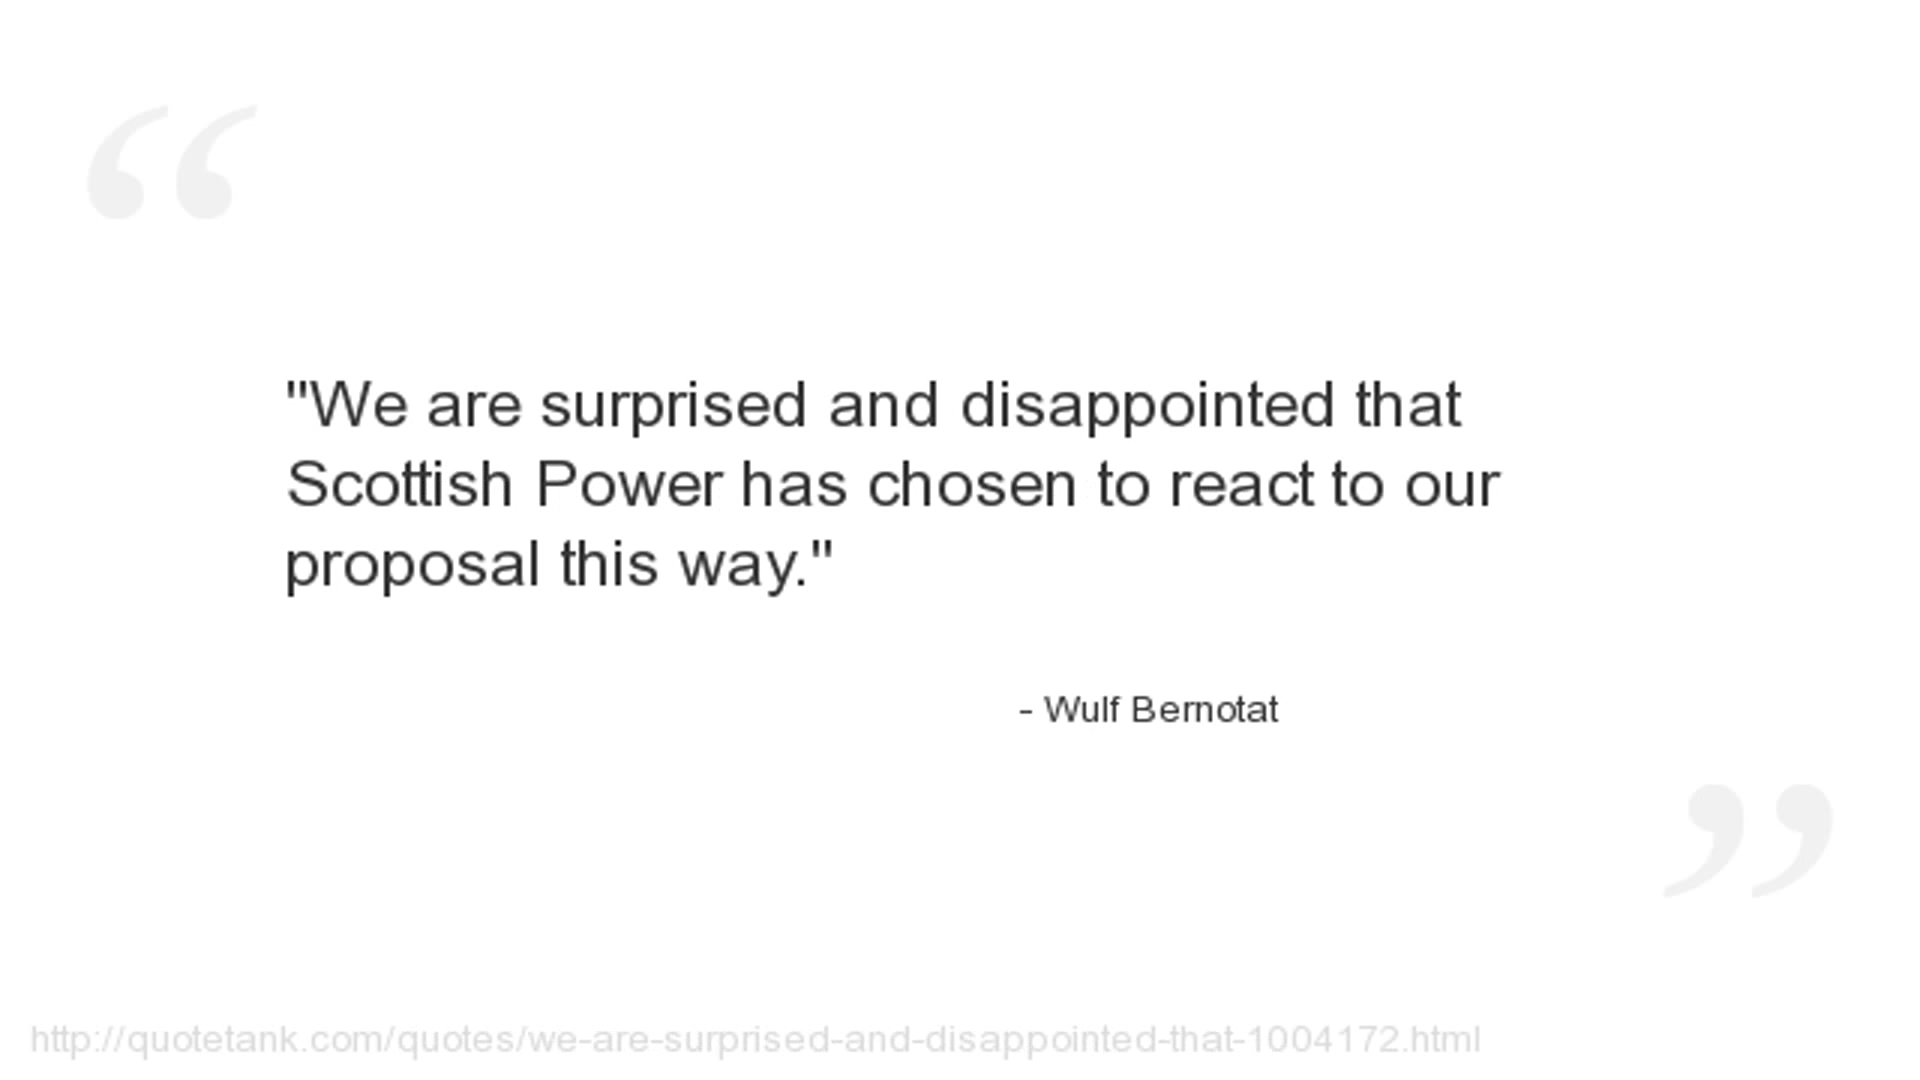 "We are surprised and disappointed that
Scottish Power has chosen to react to our
proposal this way."
- Wulf Bernotat
http://quotetank.com/quotes/we-are-surprised-and-disappointed-that-1004172.html